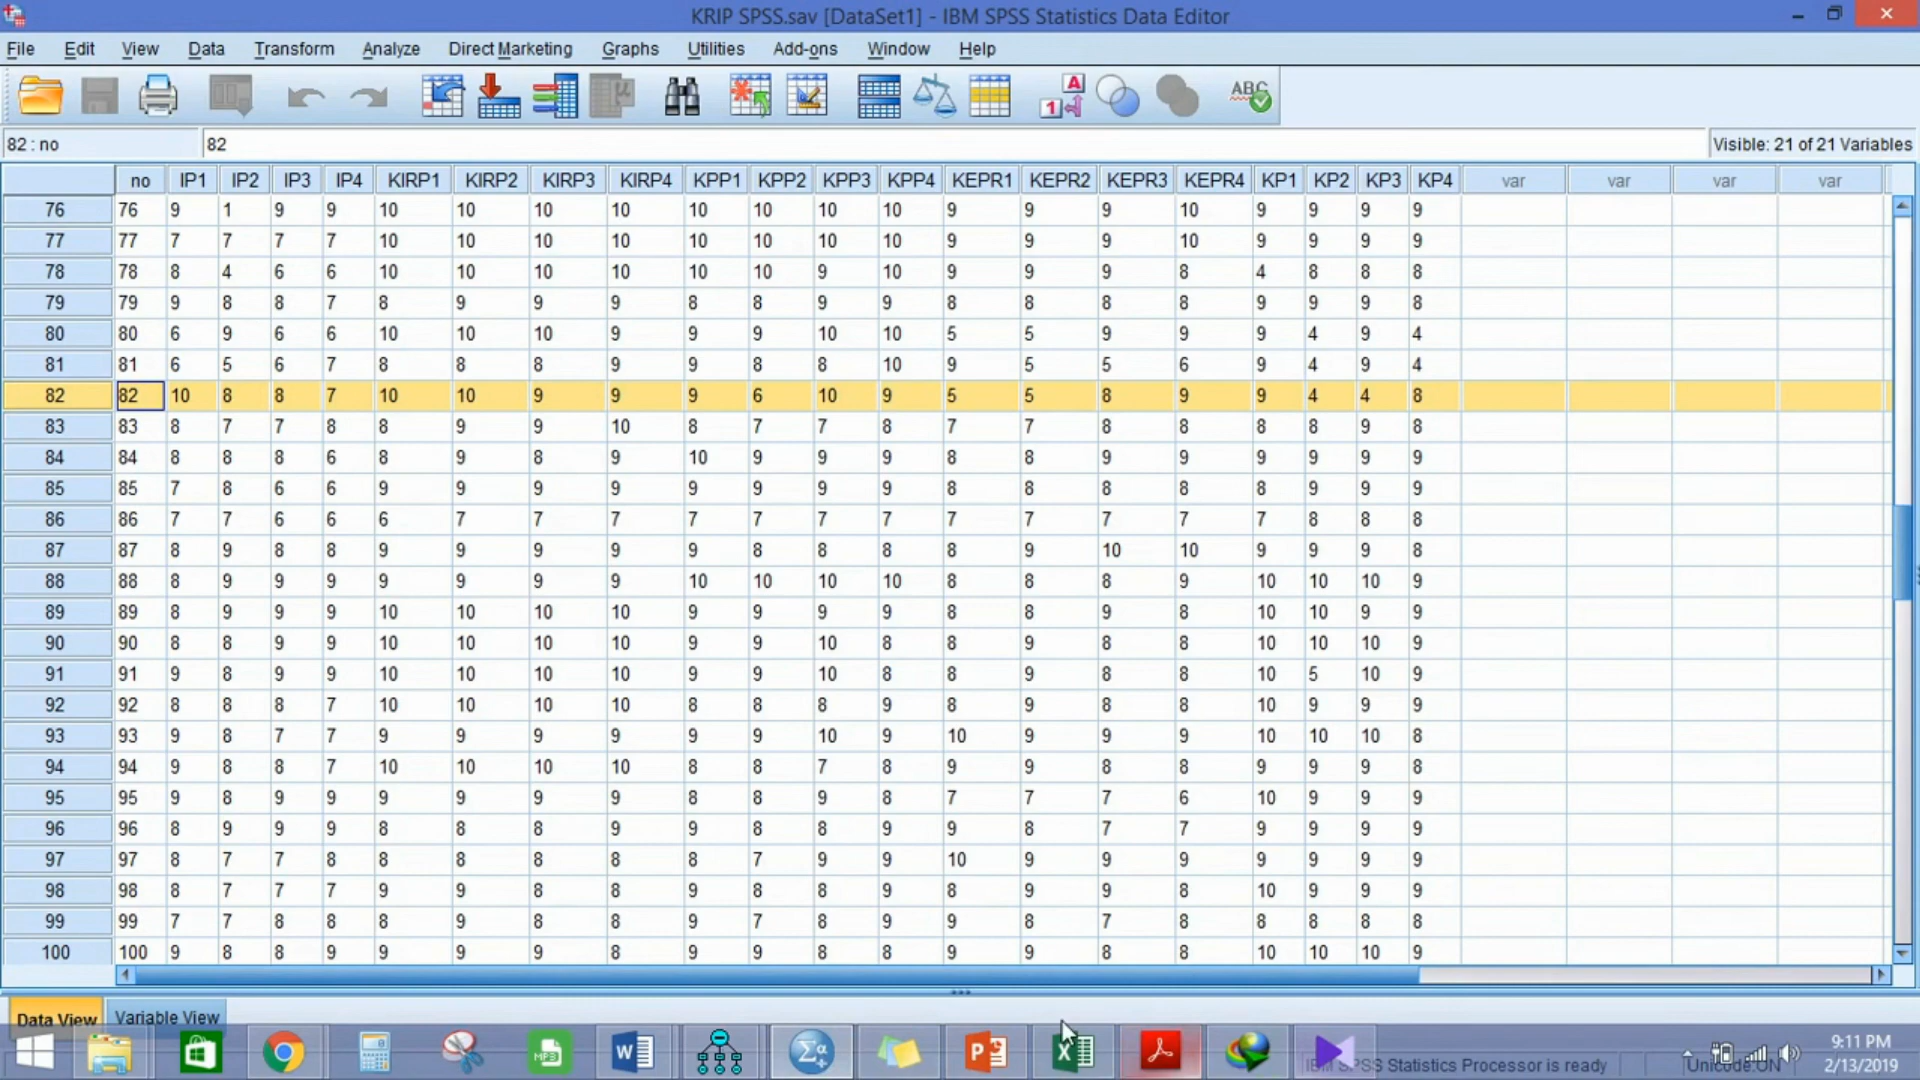 KRIP SPSS.sav [DataSet1] - IBM SPSS Statistics Data Editor
File Edit View Data Transform Analyze Direct Marketing Graphs Utilities Add-ons Window Help
82 : no 82 Visible: 21 of 21 Variables
no IP1 IP2 IP3 IP4 KIRP1 KIRP2 KIRP3 KIRP4 KPP1 KPP2 KPP3 KPP4 KEPR1 KEPR2 KEPR3 KEPR4 KP1 KP2 KP3 KP4 var var var var
76 76 9 1 9 9 10 10 10 10 10 10 10 10 9 9 9 10 9 9 9 9
77 77 7 7 7 7 10 10 10 10 10 10 10 10 9 9 9 10 9 9 9 9
78 78 8 4 6 6 10 10 10 10 10 10 9 10 9 9 9 8 4 8 8 8
79 79 9 8 8 7 8 9 9 9 8 8 9 9 8 8 8 8 9 9 9 8
80 80 6 9 6 6 10 10 10 9 9 9 10 10 5 5 9 9 9 4 9 4
81 81 6 5 6 7 8 8 8 9 9 8 8 10 9 5 5 6 9 4 9 4
82 82 10 8 8 7 10 10 9 9 9 6 10 9 5 5 8 9 9 4 4 8
83 83 8 7 7 8 8 9 9 10 8 7 7 8 7 7 8 8 8 8 9 8
84 84 8 8 8 6 8 9 8 9 10 9 9 9 8 8 9 9 9 9 9 9
85 85 7 8 6 6 9 9 9 9 9 9 9 9 8 8 8 8 8 9 9 9
86 86 7 7 6 6 6 7 7 7 7 7 7 7 7 7 7 7 7 8 8 8
87 87 8 9 8 8 9 9 9 9 9 8 8 8 8 9 10 10 9 9 9 8
88 88 8 9 9 9 9 9 9 9 10 10 10 10 8 8 8 9 10 10 10 9
89 89 8 9 9 9 10 10 10 10 9 9 9 9 8 8 9 8 10 10 9 9
90 90 8 8 9 9 10 10 10 10 9 9 10 8 8 9 8 8 10 10 10 9
91 91 9 8 9 9 10 10 10 10 9 9 10 8 8 9 8 8 10 5 10 9
92 92 8 8 8 7 10 10 10 10 8 8 8 9 8 9 8 8 10 9 9 9
93 93 9 8 7 7 9 9 9 9 9 9 10 9 10 9 9 9 10 10 10 8
94 94 9 8 8 7 10 10 10 10 8 8 7 8 9 9 8 8 9 9 9 8
95 95 9 8 9 9 9 9 9 9 8 8 9 8 7 7 7 6 10 9 9 9
96 96 8 9 9 9 8 8 8 9 9 8 8 9 9 8 7 7 9 9 9 9
97 97 8 7 7 8 8 8 8 8 8 7 9 9 10 9 9 9 9 9 9 9
98 98 8 7 7 7 9 9 8 8 9 8 8 9 8 9 9 8 10 9 9 9
99 99 7 7 8 8 8 9 8 8 9 7 8 9 9 8 7 8 8 8 8 8
100 100 9 8 8 9 9 9 9 8 9 9 8 8 9 9 8 8 10 10 10 9
Data View Variable View
IBM SPSS Statistics Processor is ready Unicode:ON
9:11 PM
2/13/2019